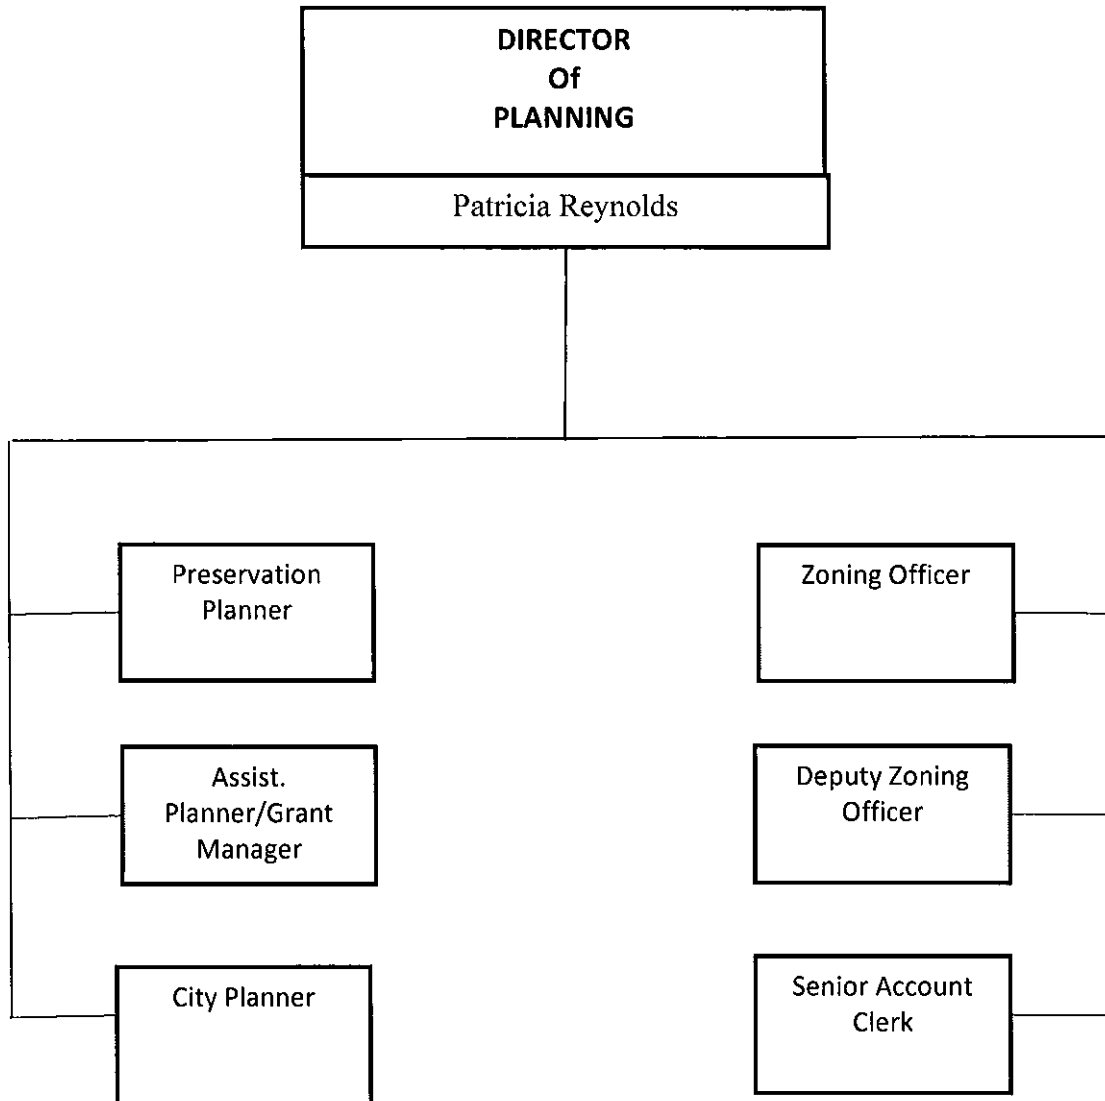 DIRECTOR
Of
PLANNING
Patricia Reynolds
Preservation
Planner
Zoning Officer
Assist.
Planner/Grant
Manager
Deputy Zoning
Officer
City Planner
Senior Account
Clerk